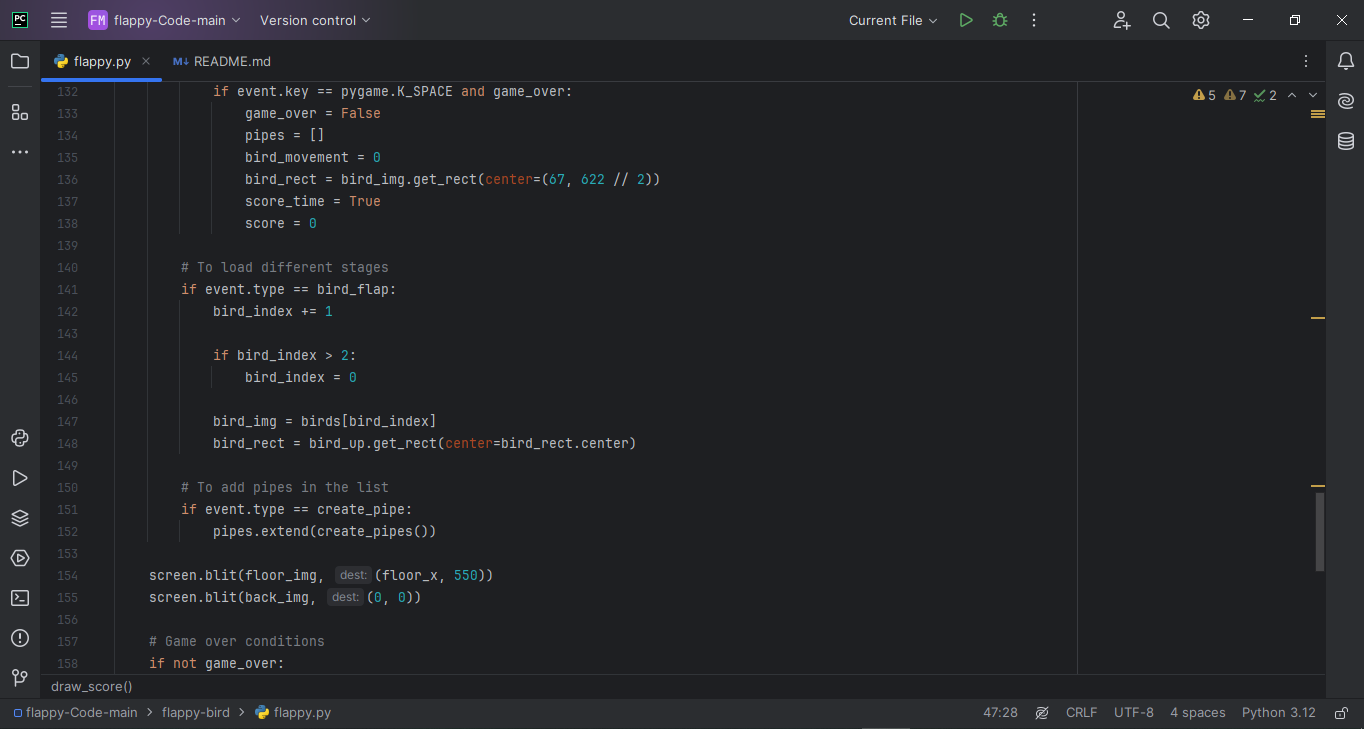 PC FM flappy-Code-main Version control Current File
flappy.py README.md
132 if event.key == pygame.K_SPACE and game_over:
5 7 2
133 game_over = False
134 pipes = []
135 bird_movement = 0
136 bird_rect = bird_img.get_rect(center=(67, 622 // 2))
137 score_time = True
138 score = 0
139
140 # To load different stages
141 if event.type == bird_flap:
142 bird_index += 1
143
144 if bird_index > 2:
145 bird_index = 0
146
147 bird_img = birds[bird_index]
148 bird_rect = bird_up.get_rect(center=bird_rect.center)
149
150 # To add pipes in the list
151 if event.type == create_pipe:
152 pipes.extend(create_pipes())
153
154 screen.blit(floor_img, dest: (floor_x, 550))
155 screen.blit(back_img, dest: (0, 0))
156
157 # Game over conditions
158 if not game_over:
draw_score()
flappy-Code-main > flappy-bird > flappy.py 47:28 CRLF UTF-8 4 spaces Python 3.12